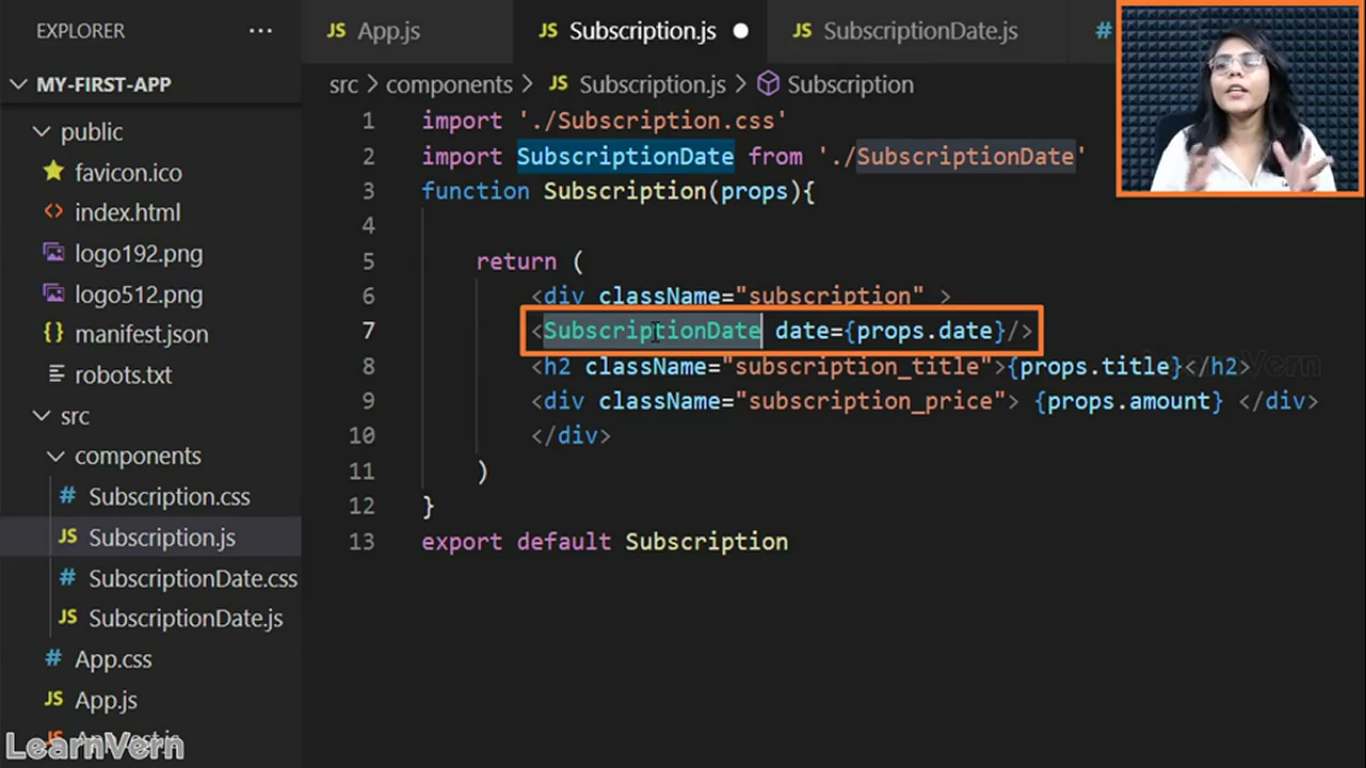 EXPLORER ...
MY-FIRST-APP
public
favicon.ico
index.html
logo192.png
logo512.png
{} manifest.json
robots.txt
src
components
# Subscription.css
JS Subscription.js
# SubscriptionDate.css
JS SubscriptionDate.js
# App.css
JS App.js
LearnVern
JS App.js
JS Subscription.js
JS SubscriptionDate.js
#
src > components > JS Subscription.js > Subscription
1 import './Subscription.css'
2 import SubscriptionDate from './SubscriptionDate'
3 function Subscription(props){
4
5 return (
6 <div className="subscription" >
7 <SubscriptionDate date={props.date}/>
8 <h2 className="subscription_title">{props.title}</h2>
9 <div className="subscription_price"> {props.amount} </div>
10 </div>
11 )
12 }
13 export default Subscription